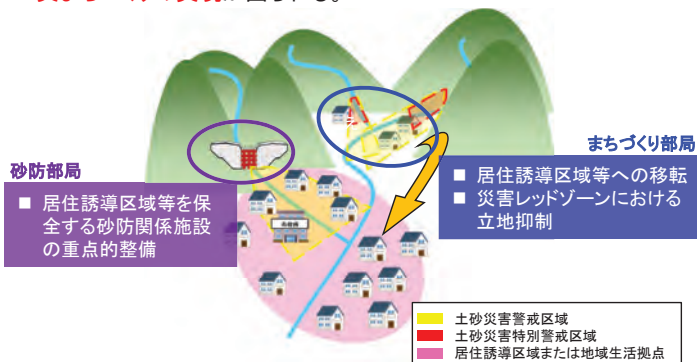 砂防部局
■ 居住誘導区域等を保
全する砂防関係施設
の重点的整備
まちづくり部局
■ 居住誘導区域等への移転
■ 災害レッドゾーンにおける
立地抑制
土砂災害警戒区域
土砂災害特別警戒区域
居住誘導区域または地域生活拠点